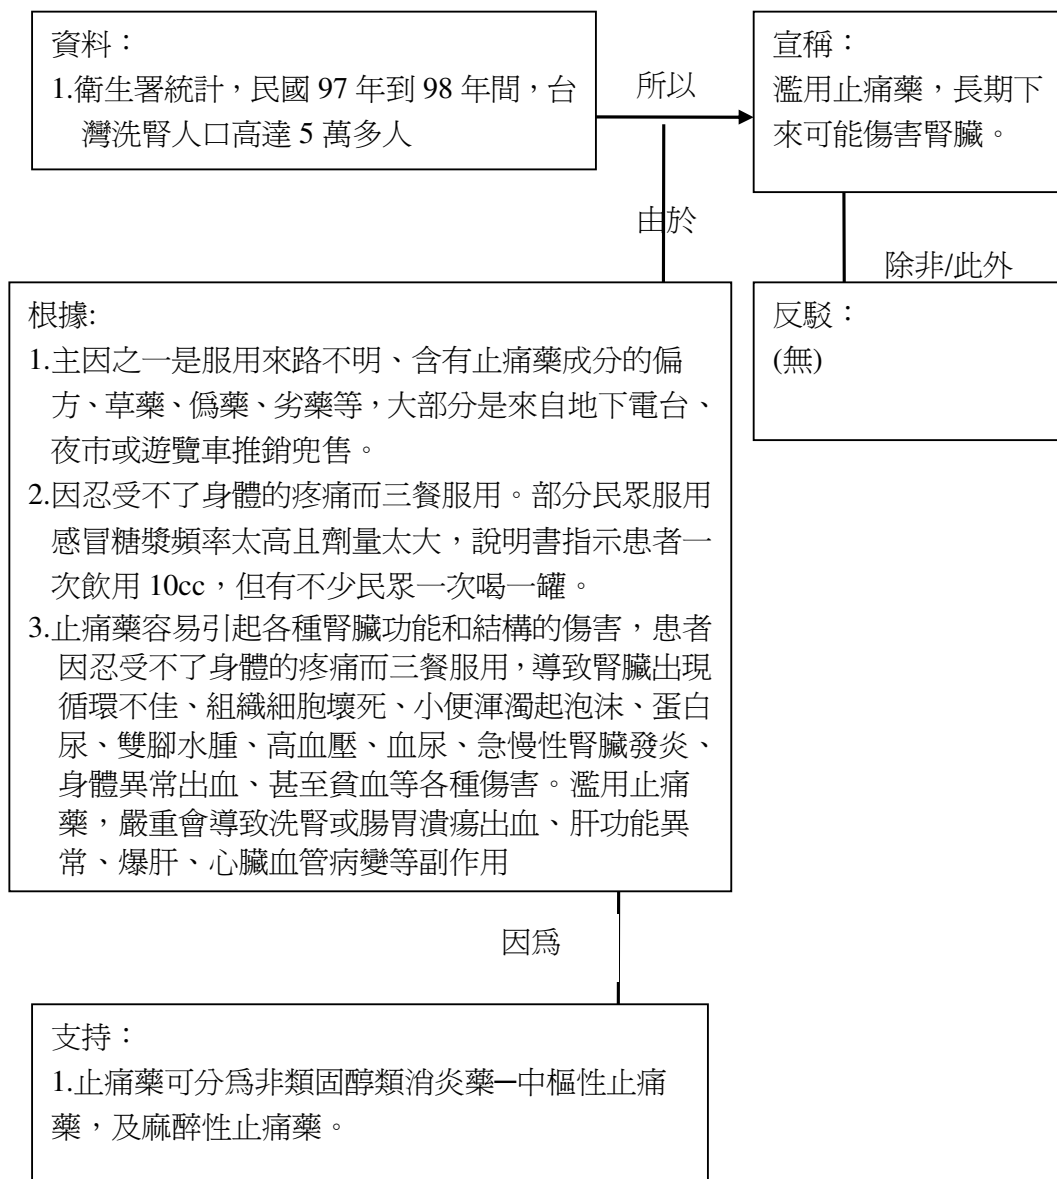 資料：
1.衛生署統計，民國 97 年到 98 年間，台
灣洗腎人口高達 5 萬多人
所以
宣稱：
濫用止痛藥，長期下
來可能傷害腎臟。
由於
除非/此外
反駁：
(無)
根據:
1.主因之一是服用來路不明、含有止痛藥成分的偏
方、草藥、偽藥、劣藥等，大部分是來自地下電台、
夜市或遊覽車推銷兜售。
2.因忍受不了身體的疼痛而三餐服用。部分民眾服用
感冒糖漿頻率太高且劑量太大，說明書指示患者一
次飲用 10cc，但有不少民眾一次喝一罐。
3.止痛藥容易引起各種腎臟功能和結構的傷害，患者
因忍受不了身體的疼痛而三餐服用，導致腎臟出現
循環不佳、組織細胞壞死、小便渾濁起泡沫、蛋白
尿、雙腳水腫、高血壓、血尿、急慢性腎臟發炎、
身體異常出血、甚至貧血等各種傷害。濫用止痛
藥，嚴重會導致洗腎或腸胃潰瘍出血、肝功能異
常、爆肝、心臟血管病變等副作用
因為
支持：
1.止痛藥可分為非類固醇類消炎藥─中樞性止痛
藥，及麻醉性止痛藥。